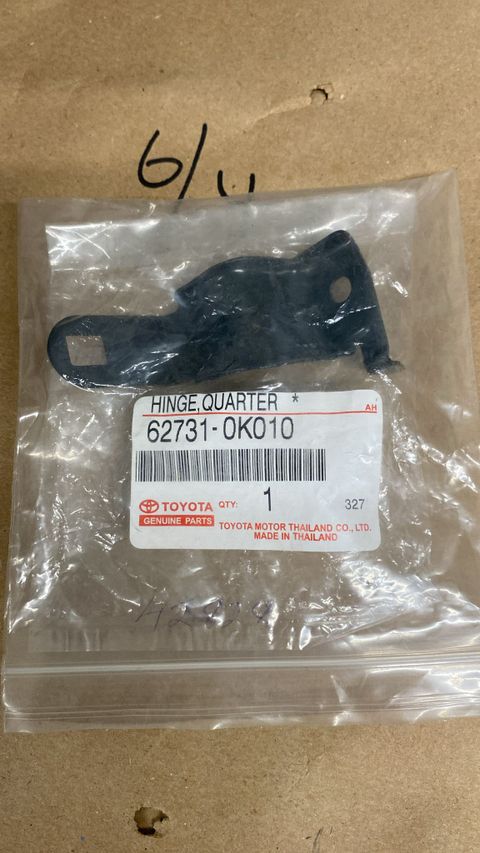 6/4
HINGE,QUARTER *
AH
62731-0K010
TOYOTA
GENUINE PARTS
QTY: 1
327
TOYOTA MOTOR THAILAND CO., LTD.
MADE IN THAILAND